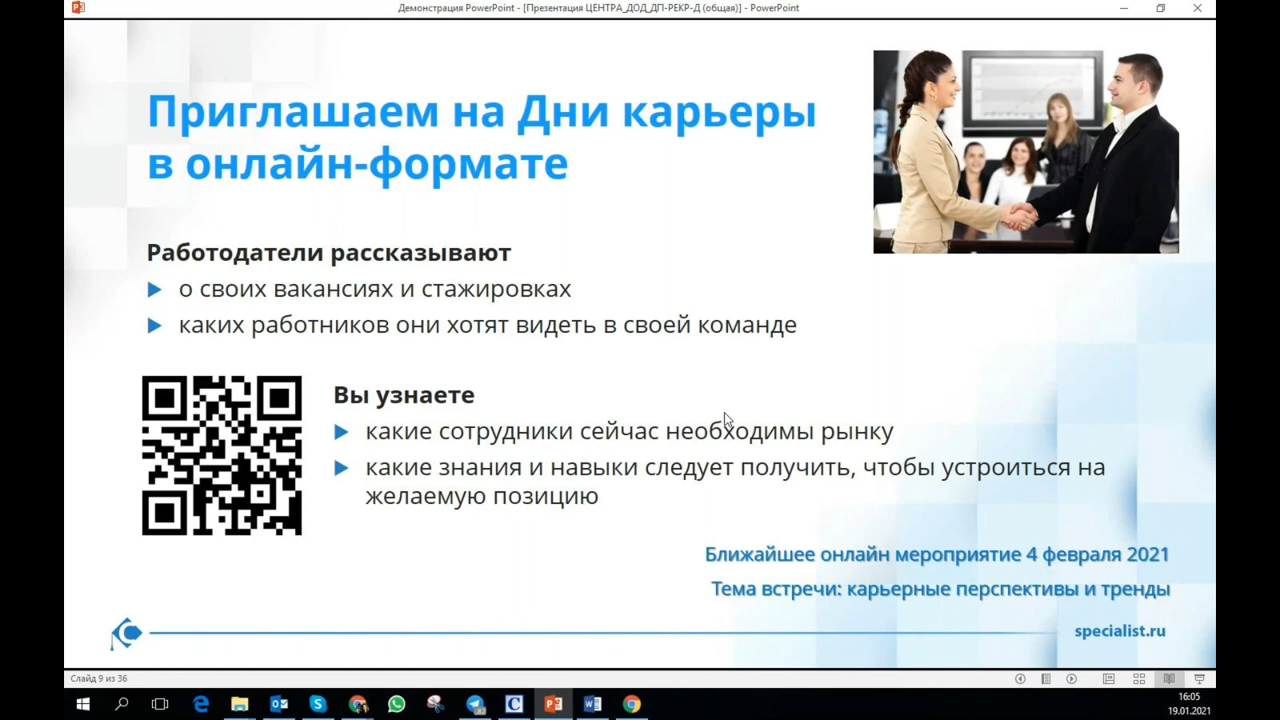 Демонстрация PowerPoint - [Презентация ЦЕНТРА_ДОД_ДП-РЕКР-Д (общая)] - PowerPoint
Приглашаем на Дни карьеры
в онлайн-формате
Работодатели рассказывают
о своих вакансиях и стажировках
каких работников они хотят видеть в своей команде
Вы узнаете
какие сотрудники сейчас необходимы рынку
какие знания и навыки следует получить, чтобы устроиться на
желаемую позицию
Ближайшее онлайн мероприятие 4 февраля 2021
Тема встречи: карьерные перспективы и тренды
specialist.ru
Слайд 9 из 36
16:05
19.01.2021